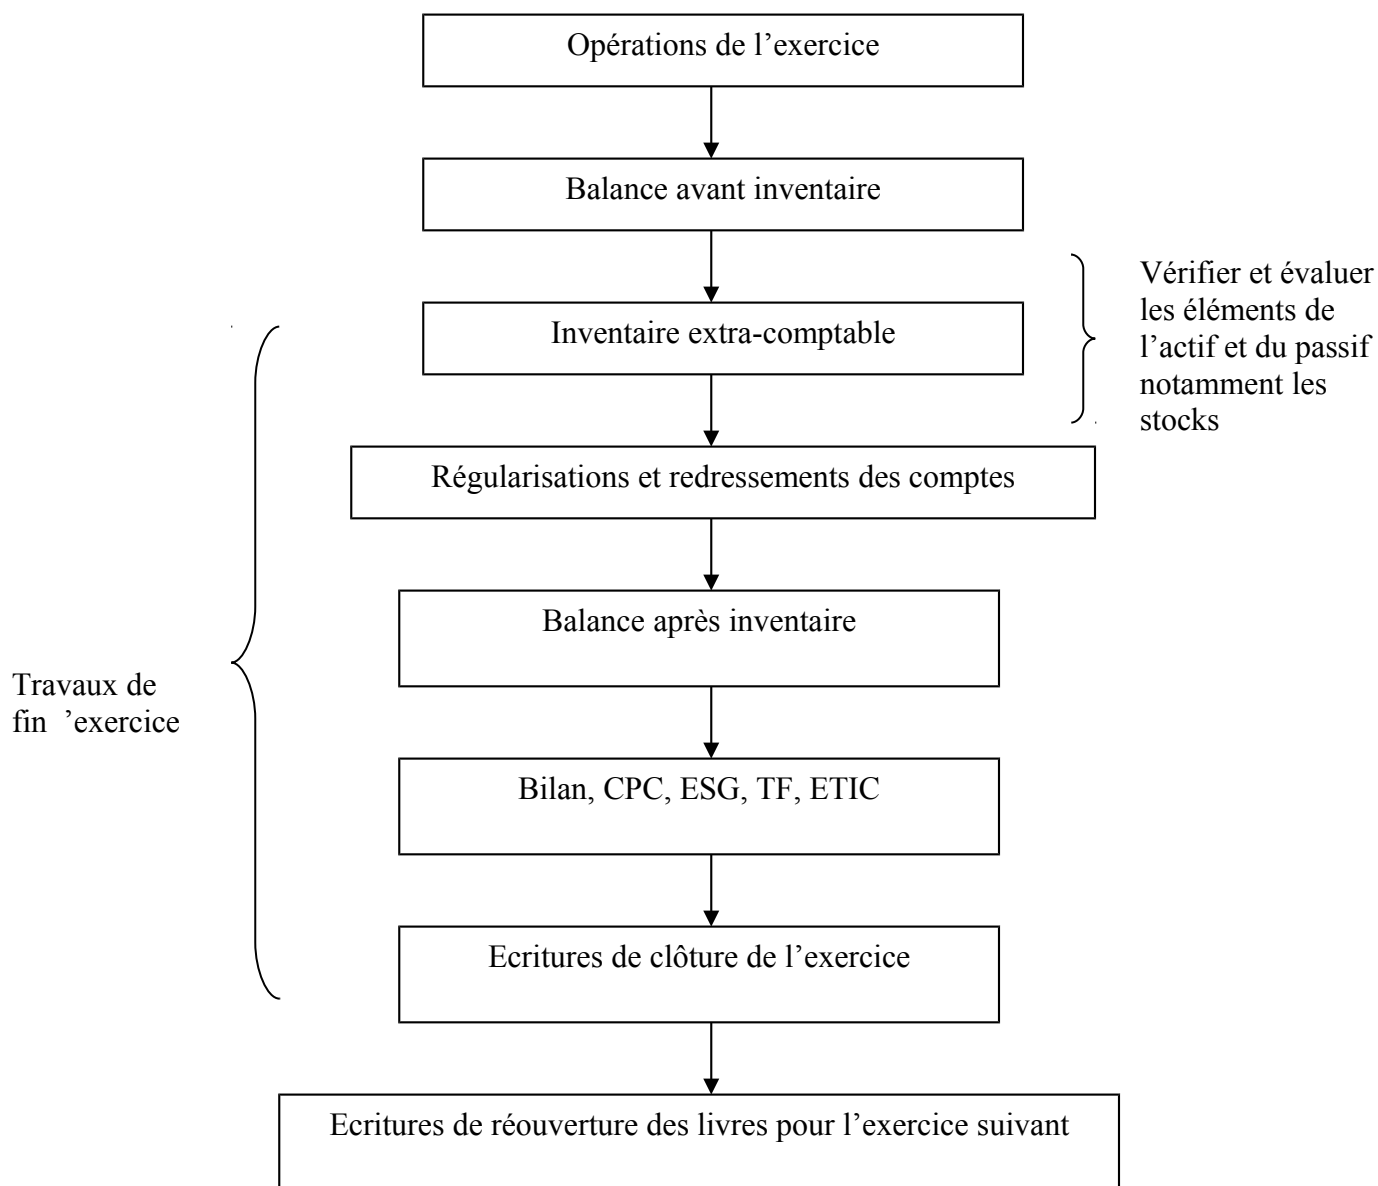 Opérations de l’exercice
Balance avant inventaire
Vérifier et évaluer
les éléments de
l’actif et du passif
notamment les
stocks
Inventaire extra-comptable
Régularisations et redressements des comptes
Balance après inventaire
Travaux de
fin ’exercice
Bilan, CPC, ESG, TF, ETIC
Ecritures de clôture de l’exercice
Ecritures de réouverture des livres pour l’exercice suivant